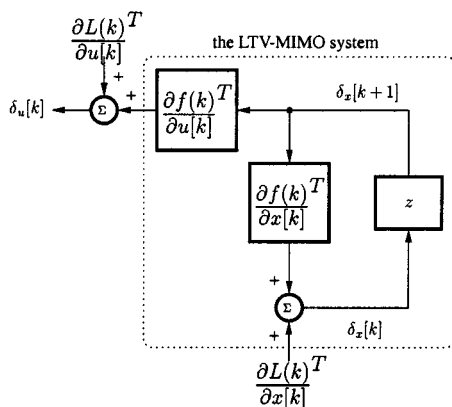 ∂L(k)^T / ∂u[k]
the LTV-MIMO system
+
+
δ_u[k]
Σ
∂f(k)^T / ∂u[k]
δ_x[k+1]
∂f(k)^T / ∂x[k]
z
+
Σ
+
δ_x[k]
∂L(k)^T / ∂x[k]